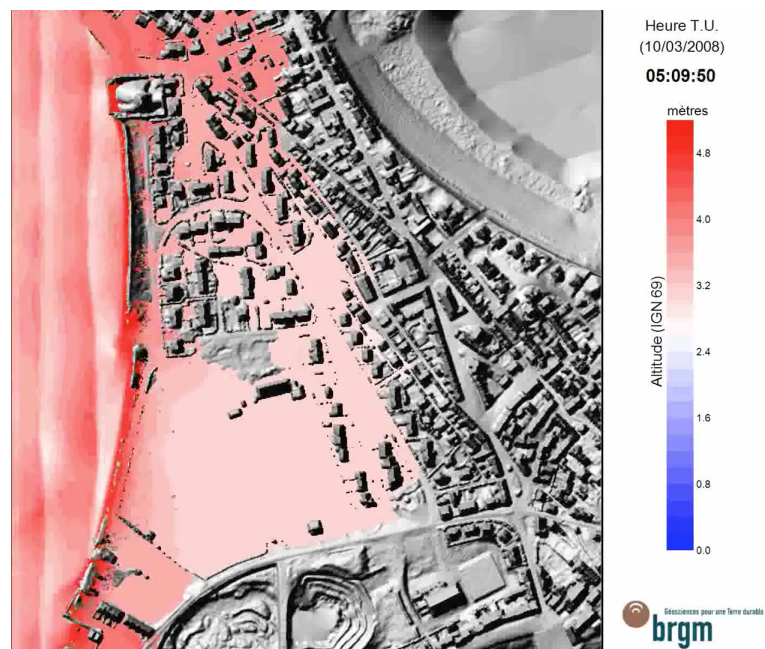 Heure T.U.
(10/03/2008)
05:09:50
mètres
4.8
4.0
3.2
2.4
1.6
0.8
0.0
Altitude (IGN 69)
Géosciences pour une Terre durable
brgm